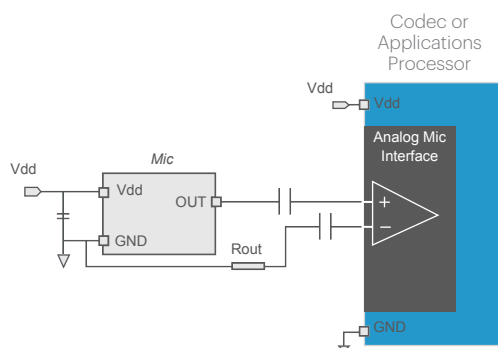 Codec or
Applications
Processor
Vdd
Vdd
Analog Mic
Interface
Mic
Vdd
Vdd
OUT
+
GND
Rout
−
GND